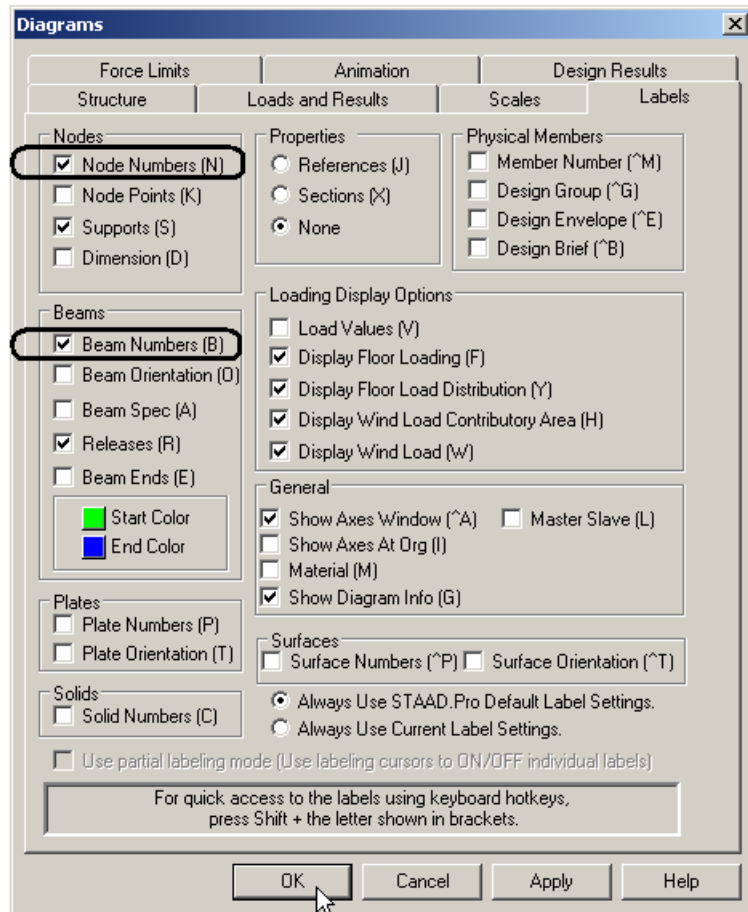 Diagrams
Force Limits
Animation
Design Results
Structure
Loads and Results
Scales
Labels
Nodes
Node Numbers (N)
Node Points (K)
Supports (S)
Dimension (D)
Properties
References (J)
Sections (X)
None
Physical Members
Member Number (^M)
Design Group (^G)
Design Envelope (^E)
Design Brief (^B)
Beams
Beam Numbers (B)
Beam Orientation (O)
Beam Spec (A)
Releases (R)
Beam Ends (E)
Start Color
End Color
Loading Display Options
Load Values (V)
Display Floor Loading (F)
Display Floor Load Distribution (Y)
Display Wind Load Contributory Area (H)
Display Wind Load (W)
General
Show Axes Window (^A)
Master Slave (L)
Show Axes At Org (I)
Material (M)
Show Diagram Info (G)
Plates
Plate Numbers (P)
Plate Orientation (T)
Surfaces
Surface Numbers (^P)
Surface Orientation (^T)
Solids
Solid Numbers (C)
Always Use STAAD.Pro Default Label Settings.
Always Use Current Label Settings.
Use partial labeling mode (Use labeling cursors to ON/OFF individual labels)
For quick access to the labels using keyboard hotkeys,
press Shift + the letter shown in brackets.
OK
Cancel
Apply
Help